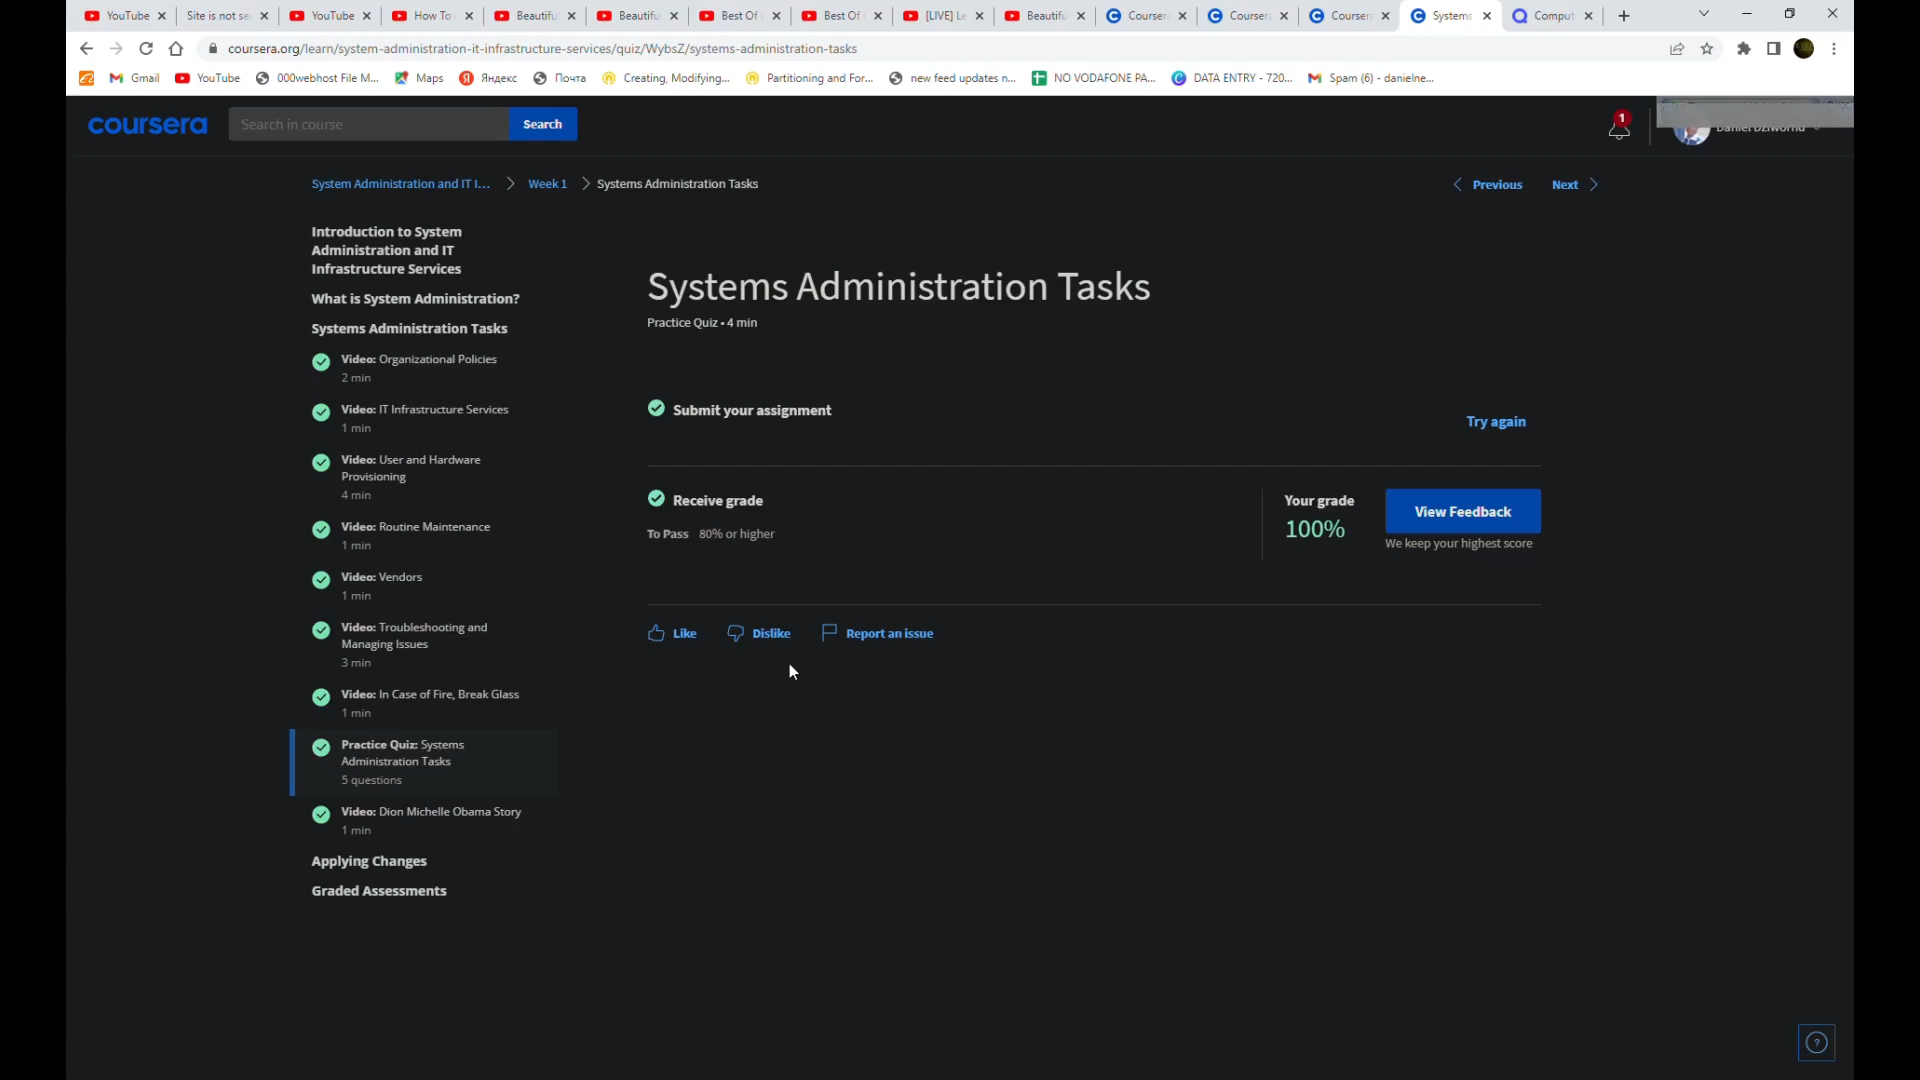 YouTube
Site is not se
YouTube
How To
Beautifu
Beautifu
Best Of
Best Of
[LIVE] Le
Beautifu
Courser
Courser
Courser
Systems
Comput
coursera.org/learn/system-administration-it-infrastructure-services/quiz/WybsZ/systems-administration-tasks
Gmail
YouTube
000webhost File M...
Maps
Яндекс
Почта
Creating, Modifying,...
Partitioning and For...
new feed updates n...
NO VODAFONE PA...
DATA ENTRY - 720...
Spam (6) - danielne...
coursera
Search in course
Search
1
System Administration and IT I...
Week 1
Systems Administration Tasks
Previous
Next
Introduction to System
Administration and IT
Infrastructure Services
What is System Administration?
Systems Administration Tasks
Video: Organizational Policies
2 min
Video: IT Infrastructure Services
1 min
Video: User and Hardware
Provisioning
4 min
Video: Routine Maintenance
1 min
Video: Vendors
1 min
Video: Troubleshooting and
Managing Issues
3 min
Video: In Case of Fire, Break Glass
1 min
Practice Quiz: Systems
Administration Tasks
5 questions
Video: Dion Michelle Obama Story
1 min
Applying Changes
Graded Assessments
Systems Administration Tasks
Practice Quiz • 4 min
Submit your assignment
Try again
Receive grade
To Pass 80% or higher
Your grade
100%
View Feedback
We keep your highest score
Like
Dislike
Report an issue
?